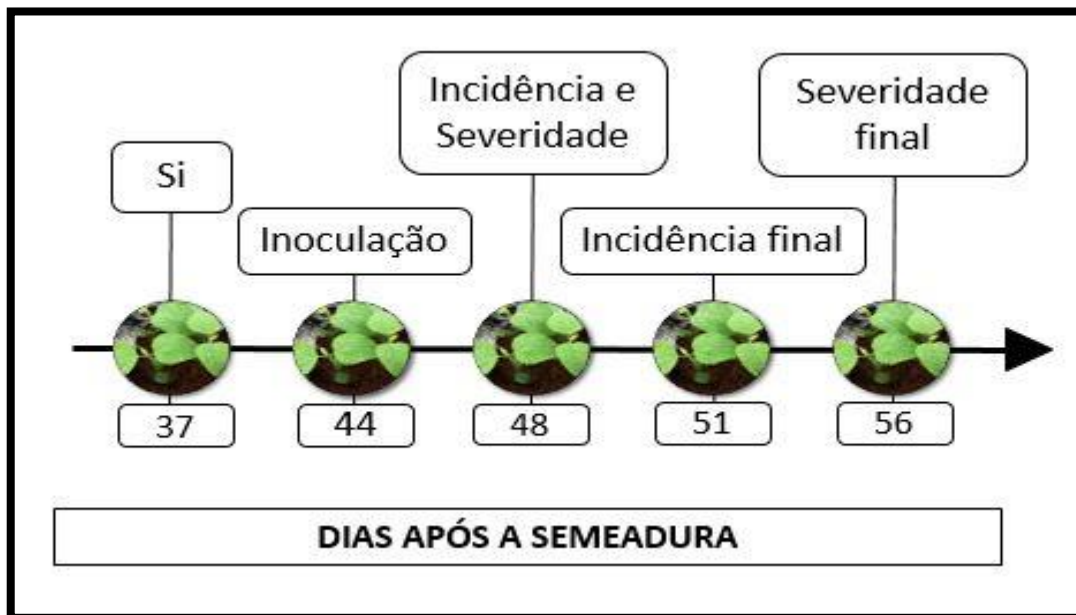 Si
Inoculação
Incidência e
Severidade
Incidência final
Severidade
final
37
44
48
51
56
DIAS APÓS A SEMEADURA